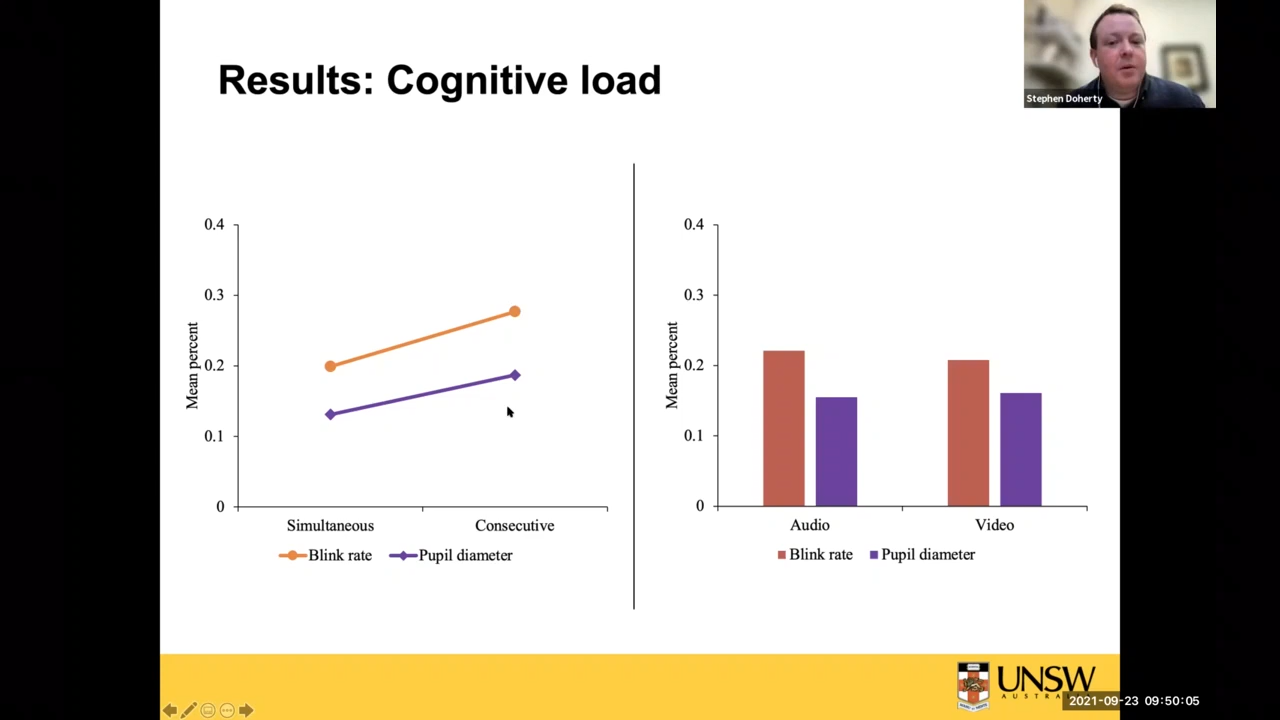 Results: Cognitive load
Stephen Doherty
Mean percent
0.4
0.3
0.2
0.1
0
Simultaneous
Consecutive
Blink rate
Pupil diameter
Mean percent
0.4
0.3
0.2
0.1
0
Audio
Video
Blink rate
Pupil diameter
UNSW
2021-09-23 09:50:05